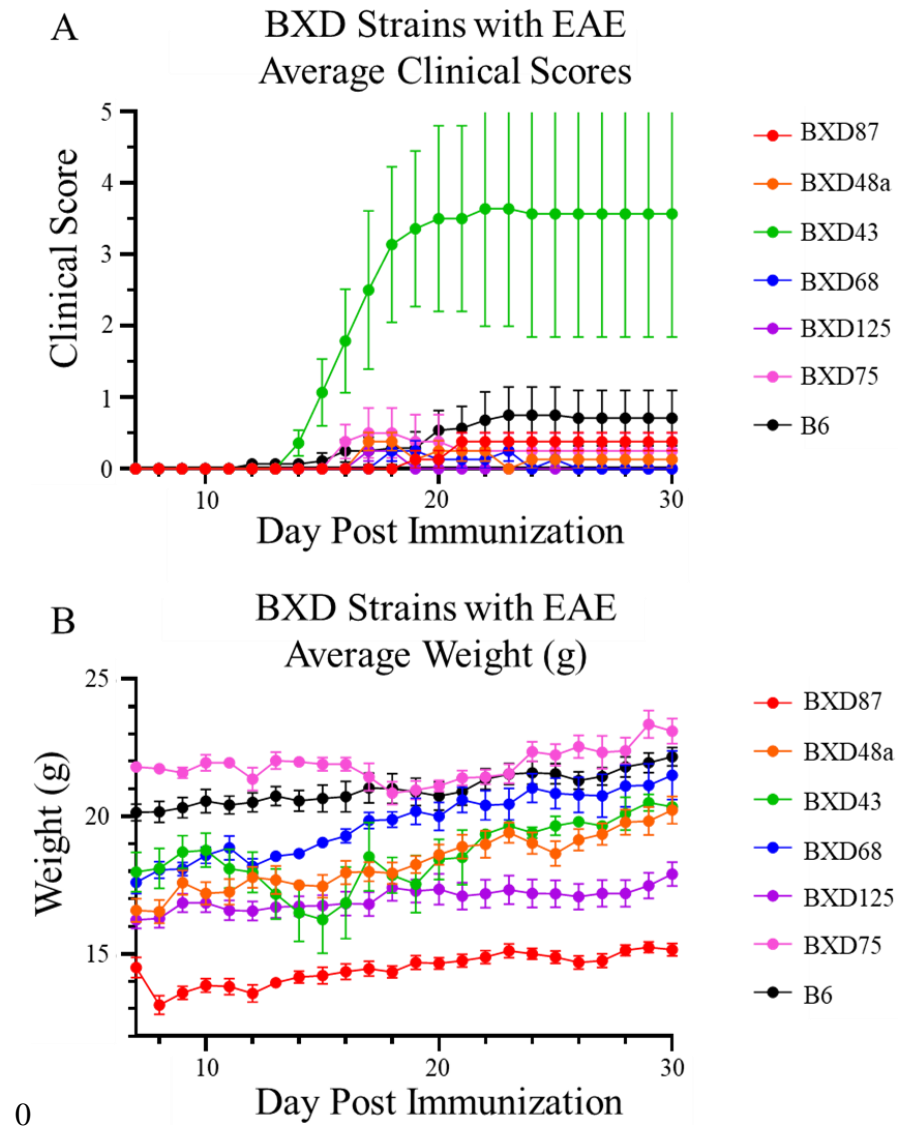 A
BXD Strains with EAE
Average Clinical Scores
5
4
3
2
1
0
Clinical Score
10
20
30
Day Post Immunization
BXD87
BXD48a
BXD43
BXD68
BXD125
BXD75
B6
B
BXD Strains with EAE
Average Weight (g)
25
20
15
Weight (g)
10
20
30
Day Post Immunization
BXD87
BXD48a
BXD43
BXD68
BXD125
BXD75
B6
0